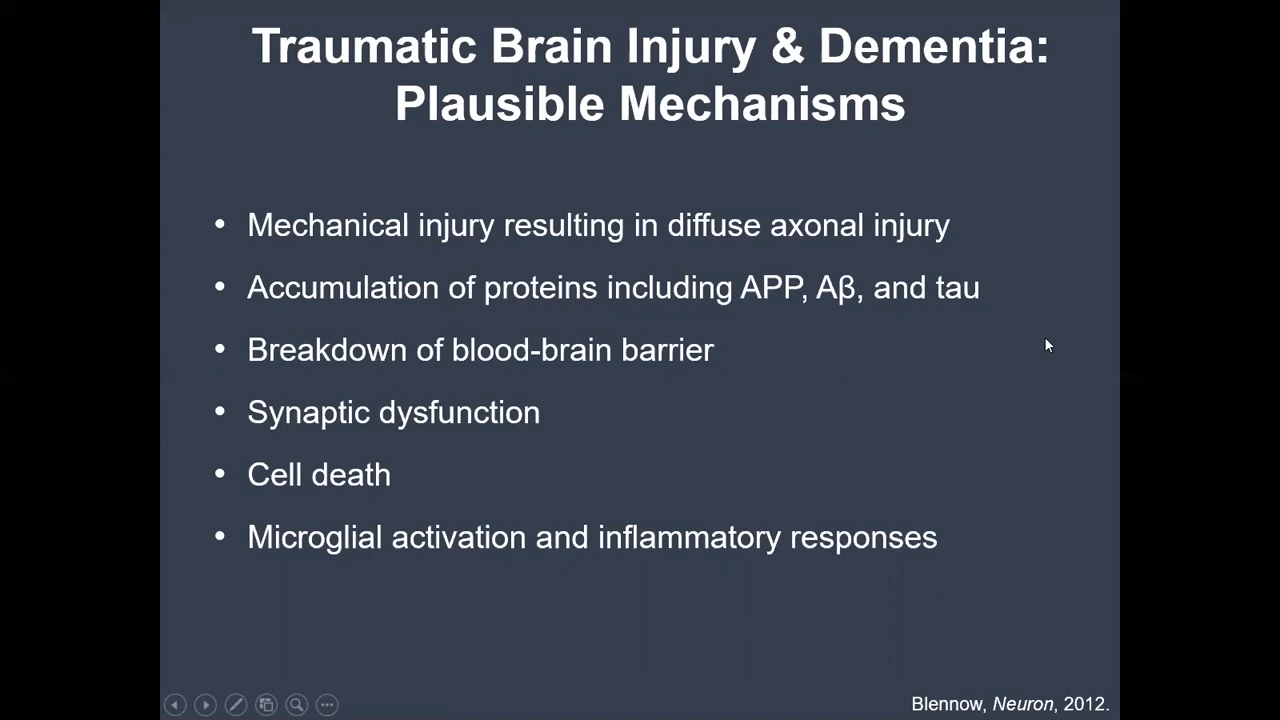 Traumatic Brain Injury & Dementia:
Plausible Mechanisms
• Mechanical injury resulting in diffuse axonal injury
• Accumulation of proteins including APP, Aβ, and tau
• Breakdown of blood-brain barrier
• Synaptic dysfunction
• Cell death
• Microglial activation and inflammatory responses
Blennow, Neuron, 2012.